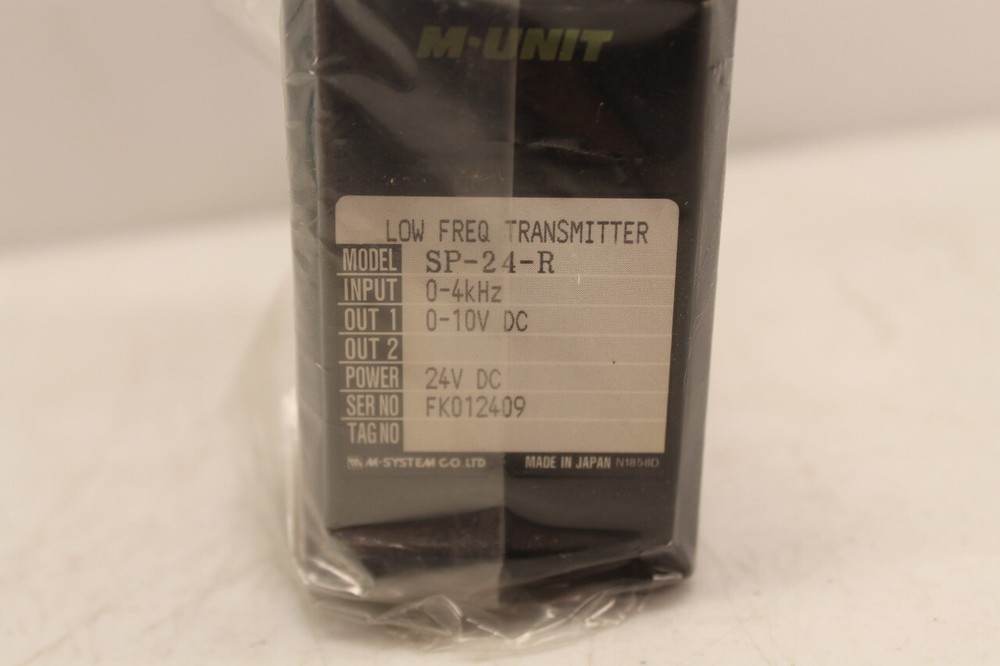 M·UNIT
LOW FREQ TRANSMITTER
MODEL SP-24-R
INPUT 0-4kHz
OUT 1 0-10V DC
OUT 2
POWER 24V DC
SER NO FK012409
TAG NO
M-SYSTEM CO.,LTD. MADE IN JAPAN N1858D